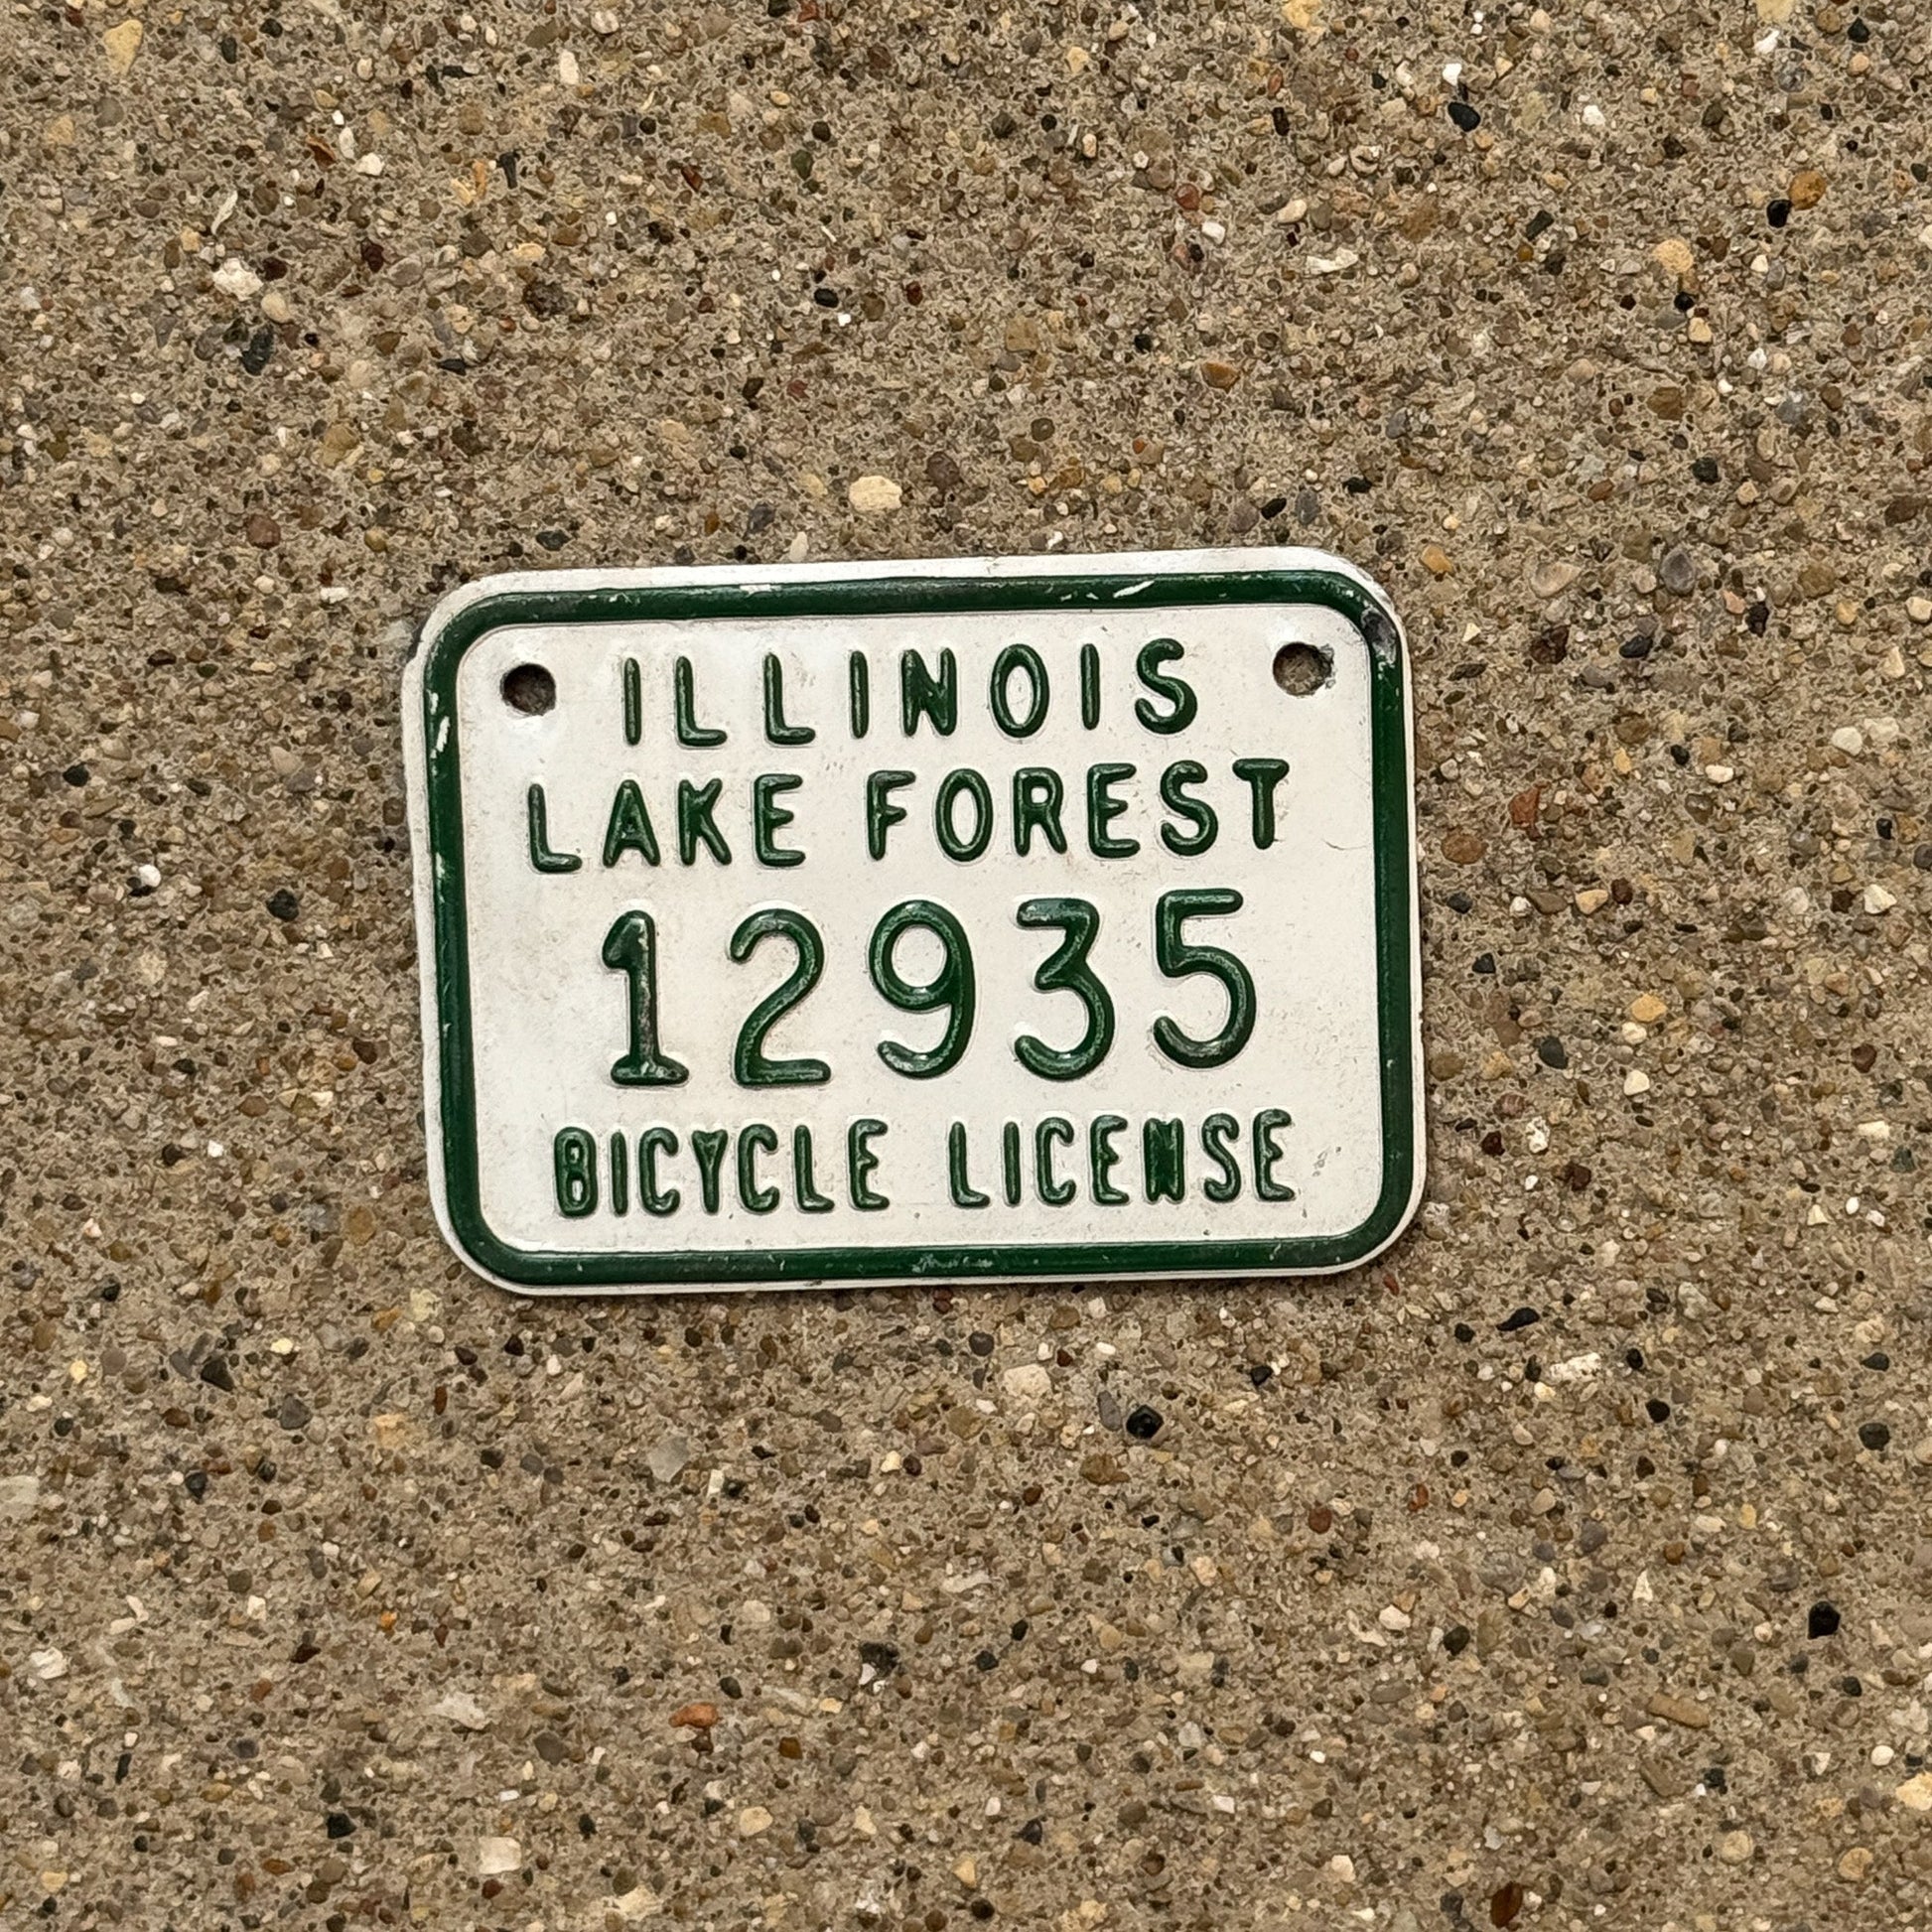 ILLINOIS
LAKE FOREST
12935
BICYCLE LICENSE